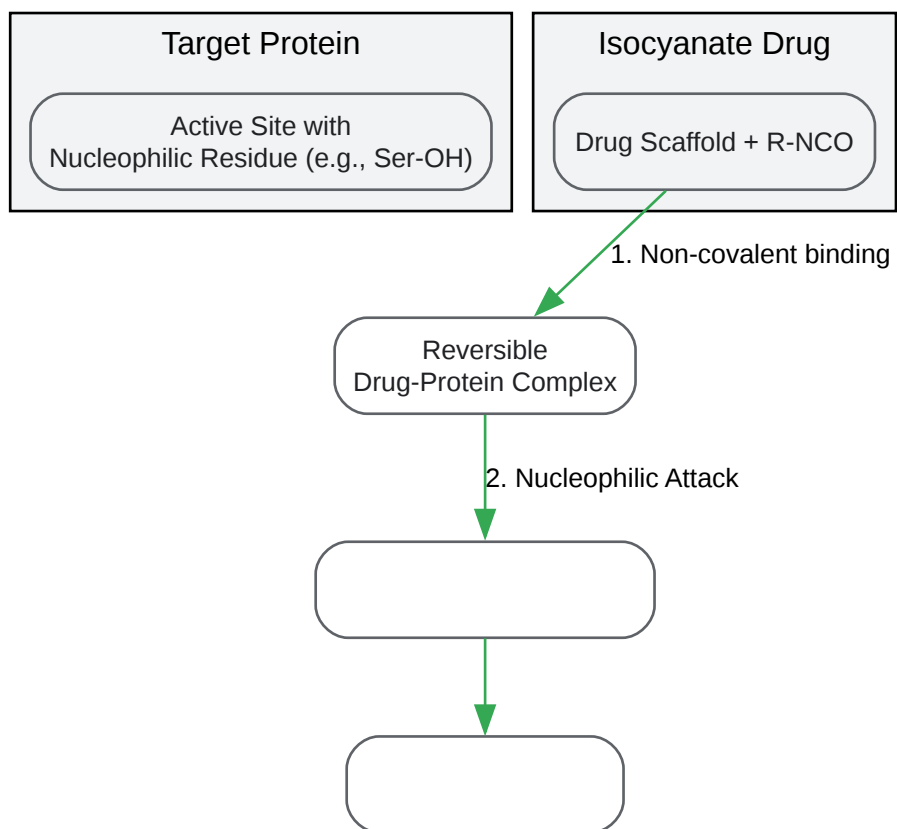 Target Protein
Active Site with
Nucleophilic Residue (e.g., Ser-OH)
Isocyanate Drug
Drug Scaffold + R-NCO
1. Non-covalent binding
Reversible
Drug-Protein Complex
2. Nucleophilic Attack